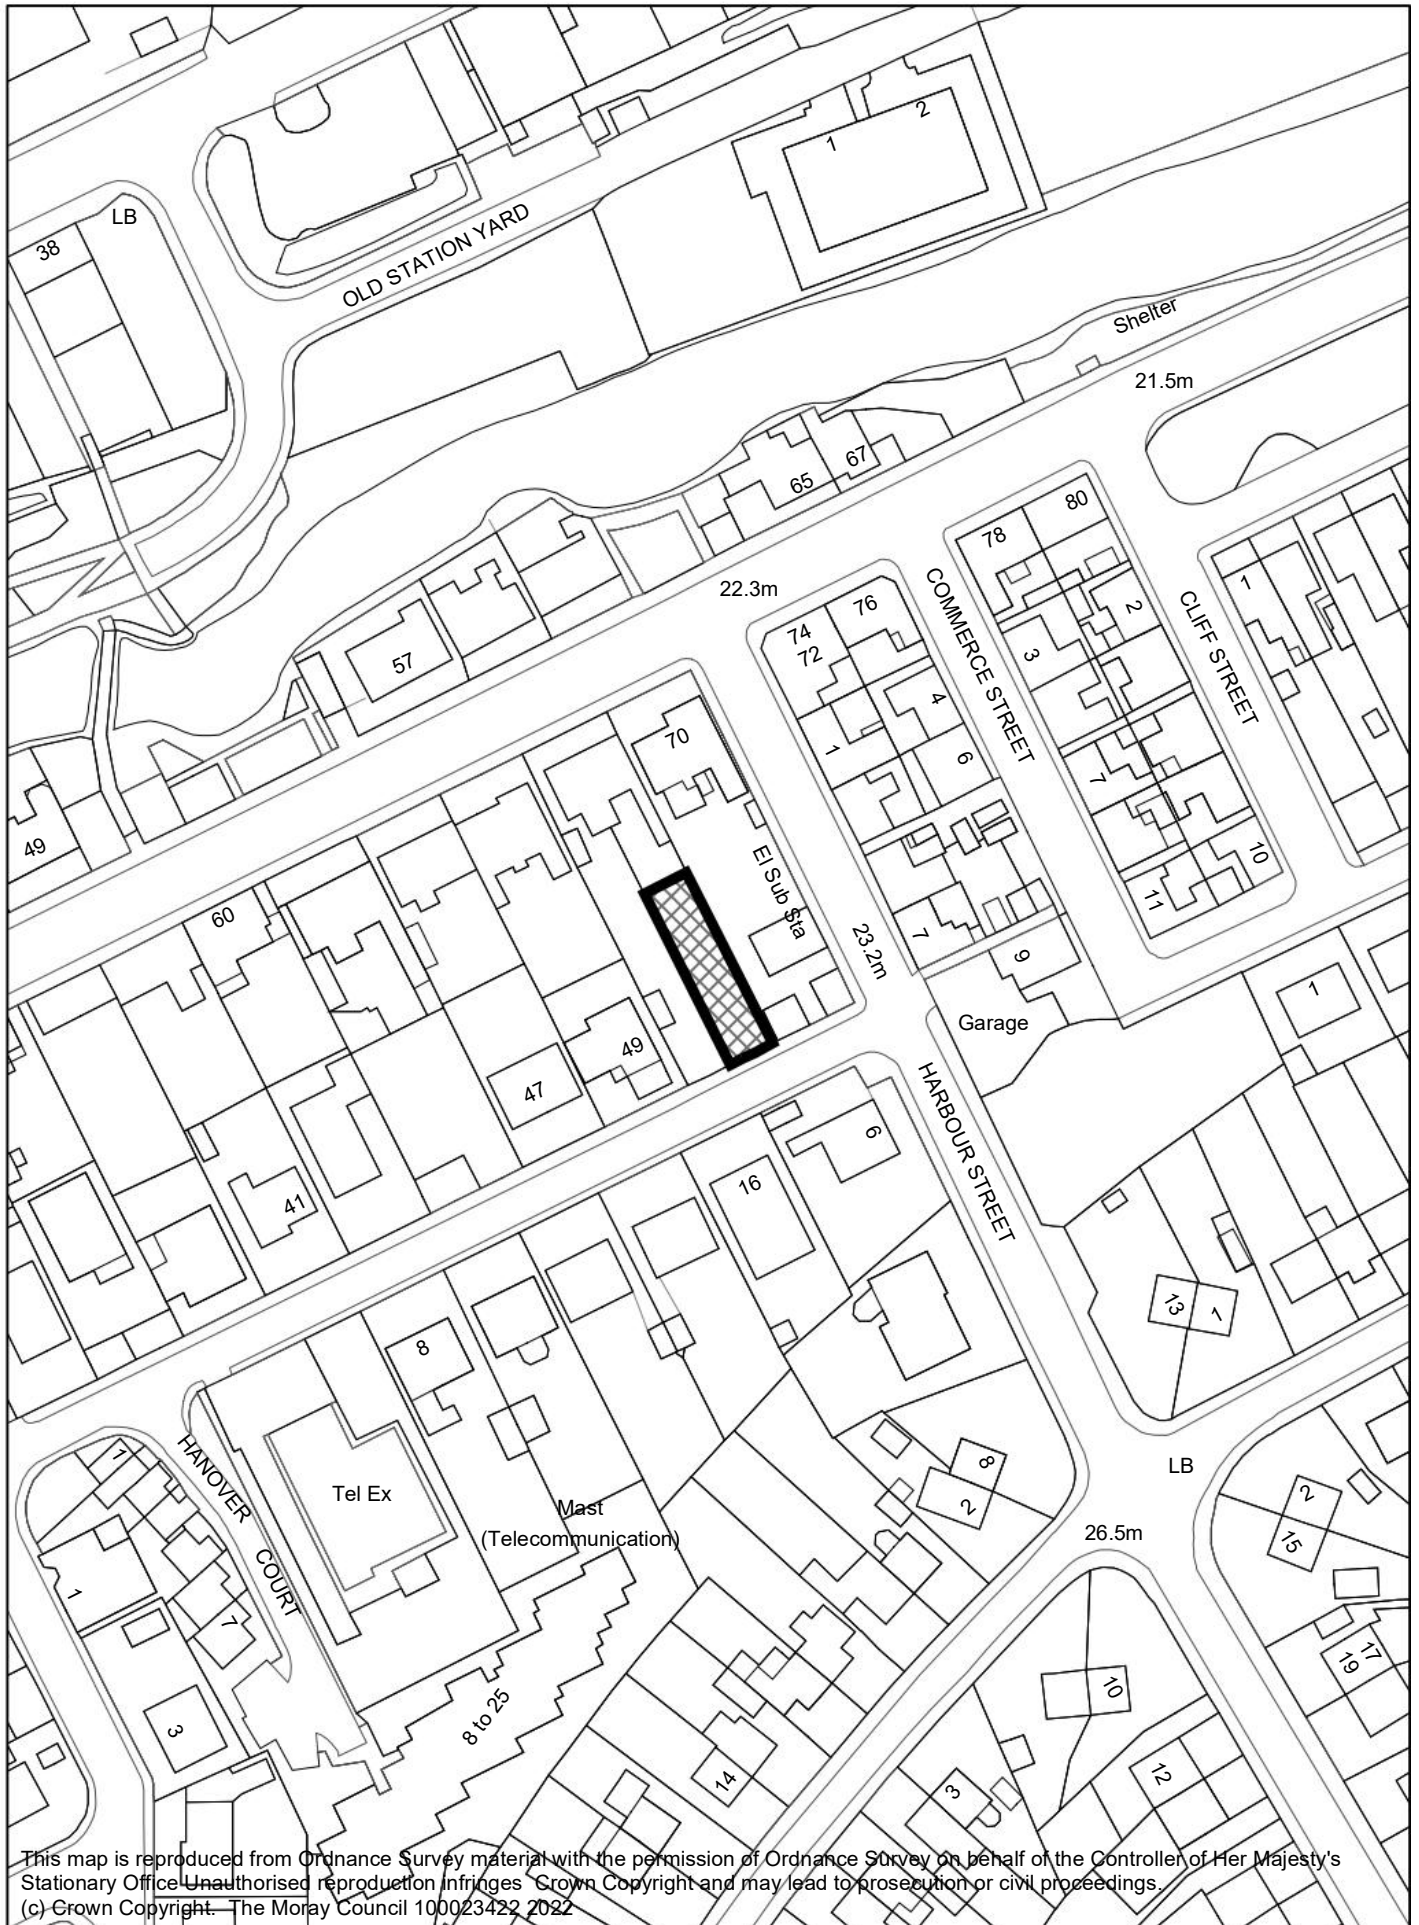 2
1
LB
38
OLD STATION YARD
Shelter
21.5m
67
65
80
78
22.3m
COMMERCE STREET
76
74
72
1
2
CLIFF STREET
3
57
4
70
1
6
7
49
El Sub Sta
10
11
60
7
23.2m
9
1
Garage
49
47
HARBOUR STREET
6
16
41
13
1
8
HANOVER
COURT
1
Tel Ex
8
2
LB
2
15
Mast
(Telecommunication)
26.5m
1
7
17
19
10
3
8 to 25
14
3
12
This map is reproduced from Ordnance Survey material with the permission of Ordnance Survey on behalf of the Controller of Her Majesty's
Stationary Office Unauthorised reproduction infringes Crown Copyright and may lead to prosecution or civil proceedings.
(c) Crown Copyright. The Moray Council 100023422 2022